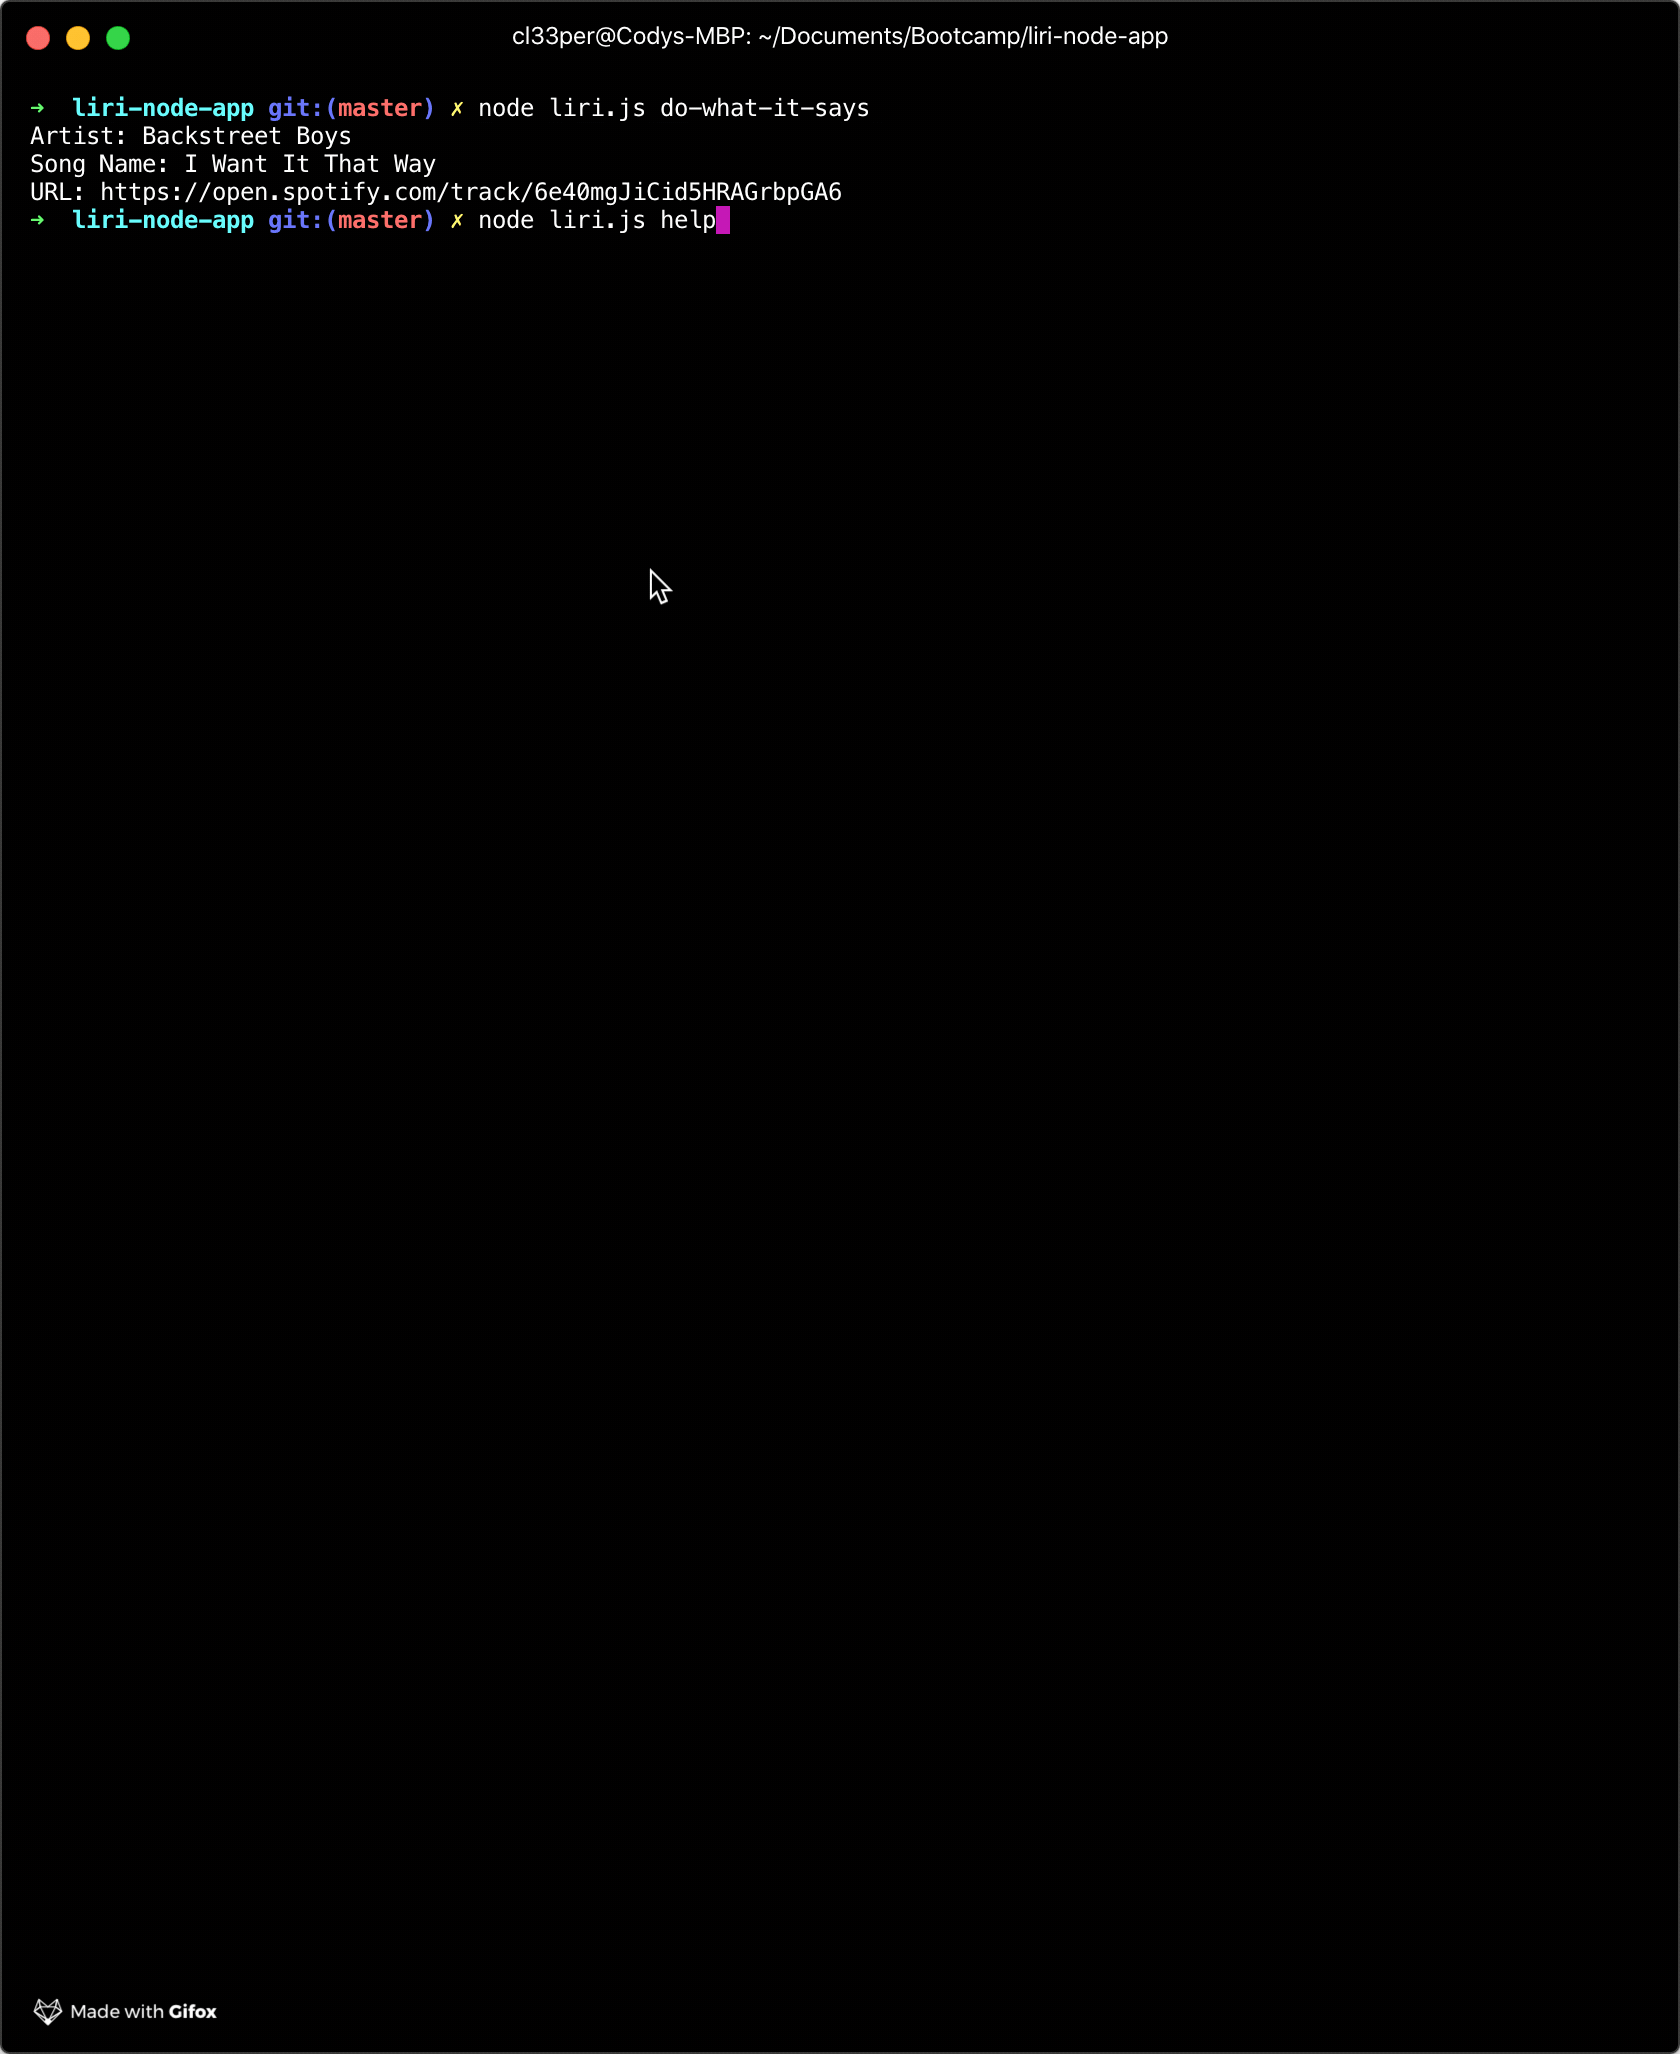 cl33per@Codys-MBP: ~/Documents/Bootcamp/liri-node-app
➜  liri-node-app git:(master) ✗ node liri.js do-what-it-says
Artist: Backstreet Boys
Song Name: I Want It That Way
URL: https://open.spotify.com/track/6e40mgJiCid5HRAGrbpGA6
➜  liri-node-app git:(master) ✗ node liri.js help
Made with Gifox